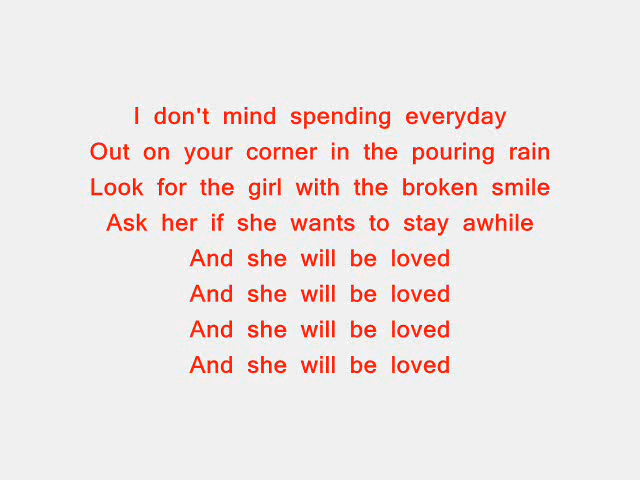 I don't mind spending everyday
Out on your corner in the pouring rain
Look for the girl with the broken smile
Ask her if she wants to stay awhile
And she will be loved
And she will be loved
And she will be loved
And she will be loved